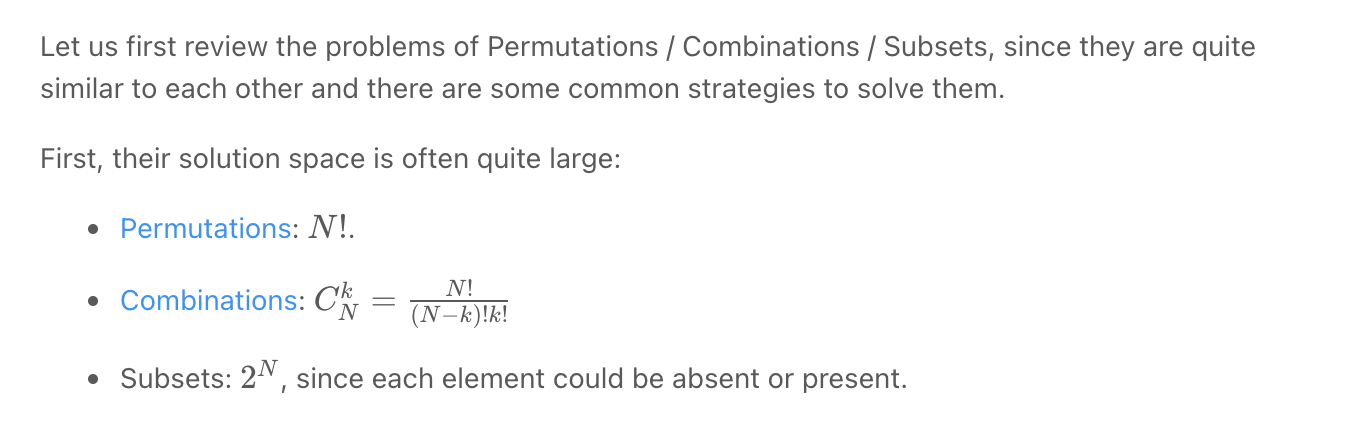 Let us first review the problems of Permutations / Combinations / Subsets, since they are quite
similar to each other and there are some common strategies to solve them.
First, their solution space is often quite large:
• Permutations: N!.
• Combinations: C_N^k = \frac{N!}{(N-k)!k!}
• Subsets: 2^N, since each element could be absent or present.